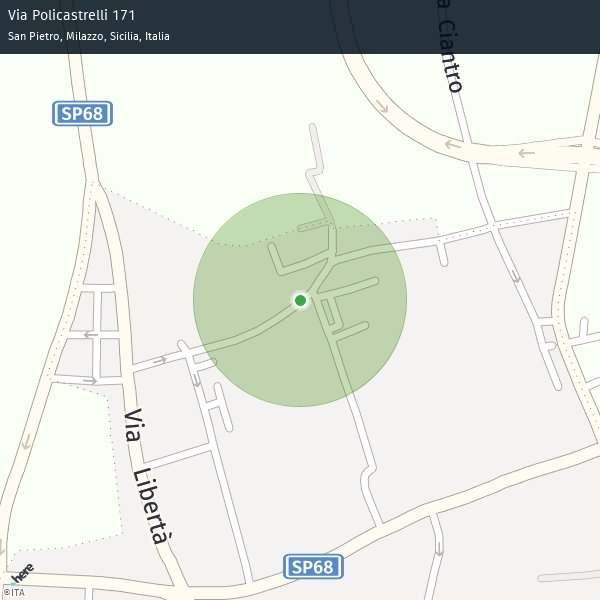 Via Policastrelli 171
San Pietro, Milazzo, Sicilia, Italia
Ciantro
SP68
Via Libertà
SP68
here
©ITA